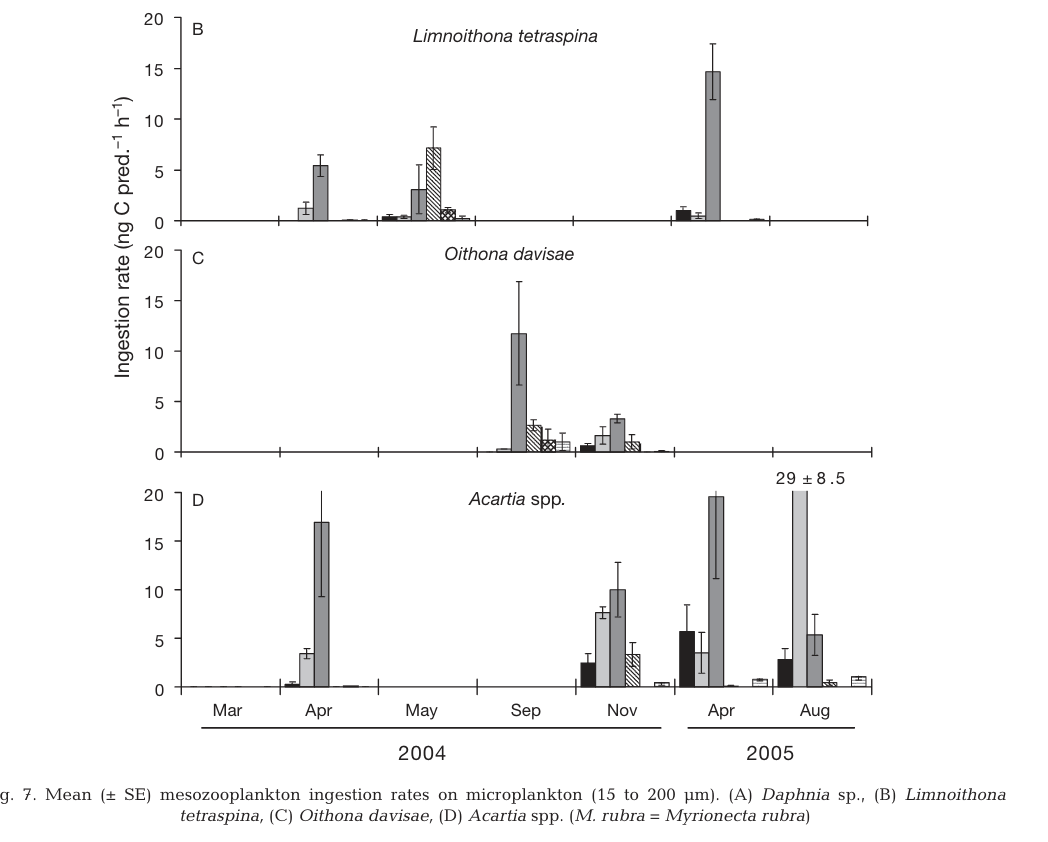 20
B
Limnoithona tetraspina
15
10
5
0
Ingestion rate (ng C pred.⁻¹ h⁻¹)
20
C
Oithona davisae
15
10
5
0
29 ± 8.5
20
D
Acartia spp.
15
10
5
0
Mar Apr May Sep Nov Apr Aug
2004 2005
g. 7. Mean (± SE) mesozooplankton ingestion rates on microplankton (15 to 200 µm). (A) Daphnia sp., (B) Limnoithona
tetraspina, (C) Oithona davisae, (D) Acartia spp. (M. rubra = Myrionecta rubra)